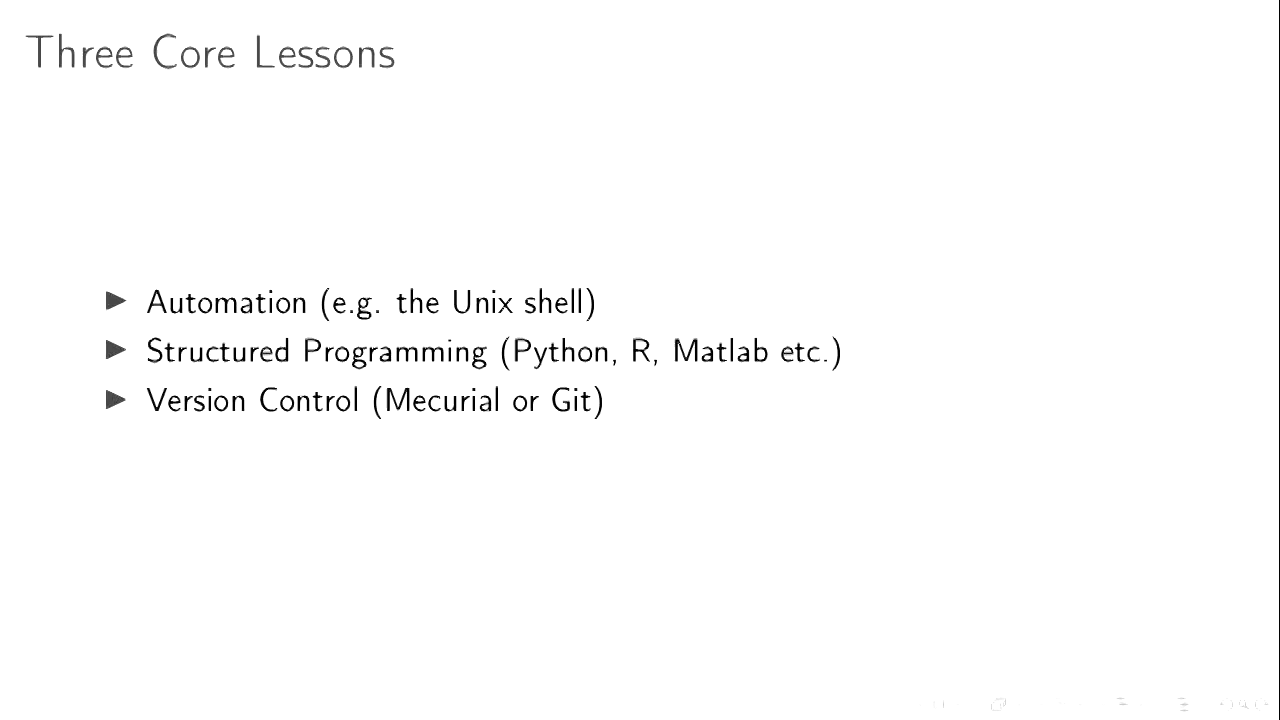 Three Core Lessons
Automation (e.g. the Unix shell)
Structured Programming (Python, R, Matlab etc.)
Version Control (Mecurial or Git)